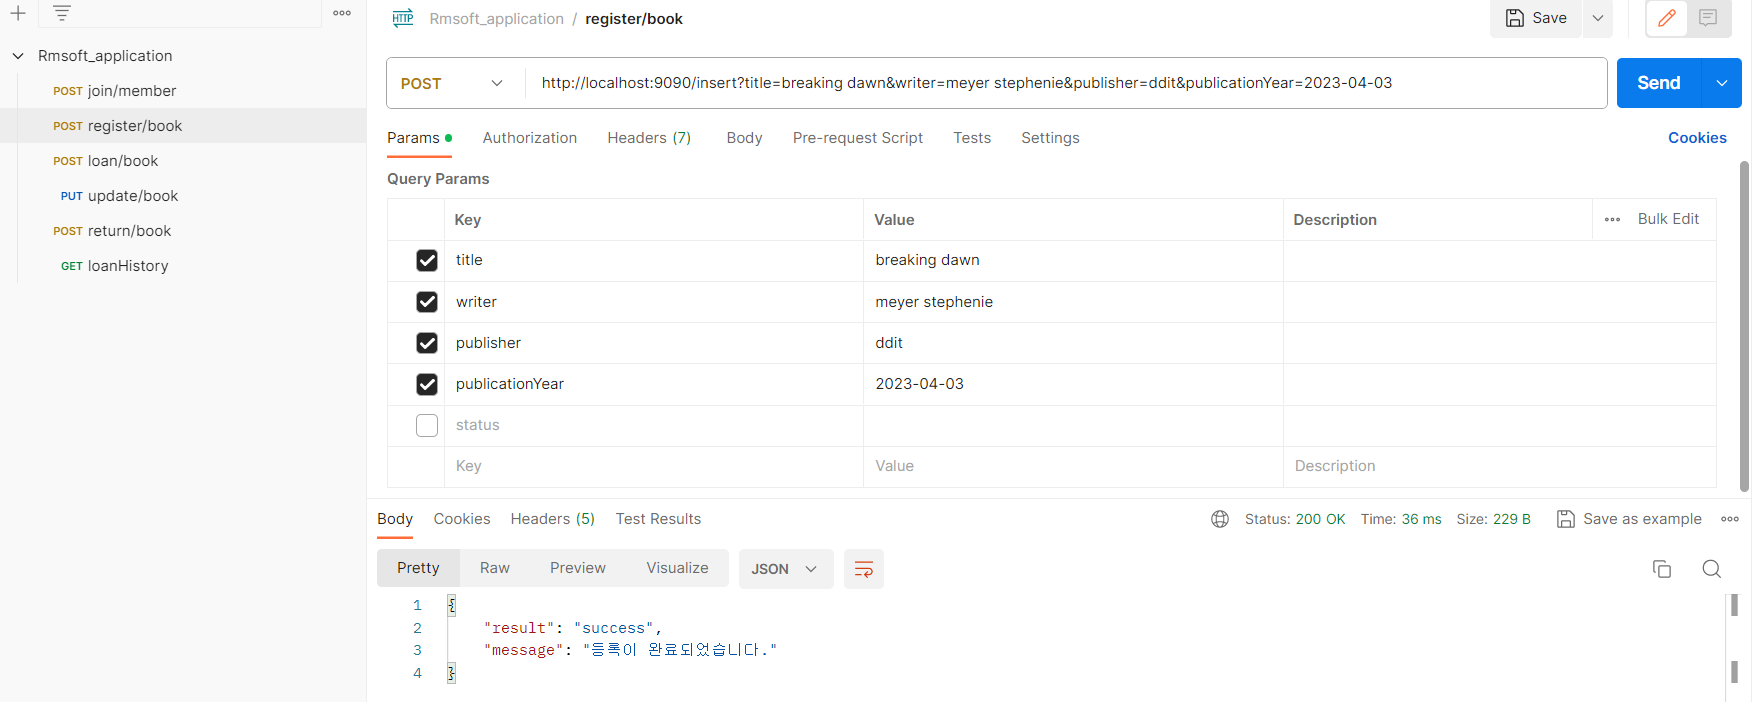 Rmsoft_application / register/book
Save
Rmsoft_application
POST join/member
POST register/book
POST loan/book
PUT update/book
POST return/book
GET loanHistory
HTTP
POST http://localhost:9090/insert?title=breaking dawn&writer=meyer stephenie&publisher=ddit&publicationYear=2023-04-03 Send
Params Authorization Headers (7) Body Pre-request Script Tests Settings Cookies
Query Params
Key Value Description Bulk Edit
title breaking dawn
writer meyer stephenie
publisher ddit
publicationYear 2023-04-03
status
Key Value Description
Body Cookies Headers (5) Test Results Status: 200 OK Time: 36 ms Size: 229 B Save as example
Pretty Raw Preview Visualize JSON
1 {
2 "result": "success",
3 "message": "등록이 완료되었습니다."
4 }